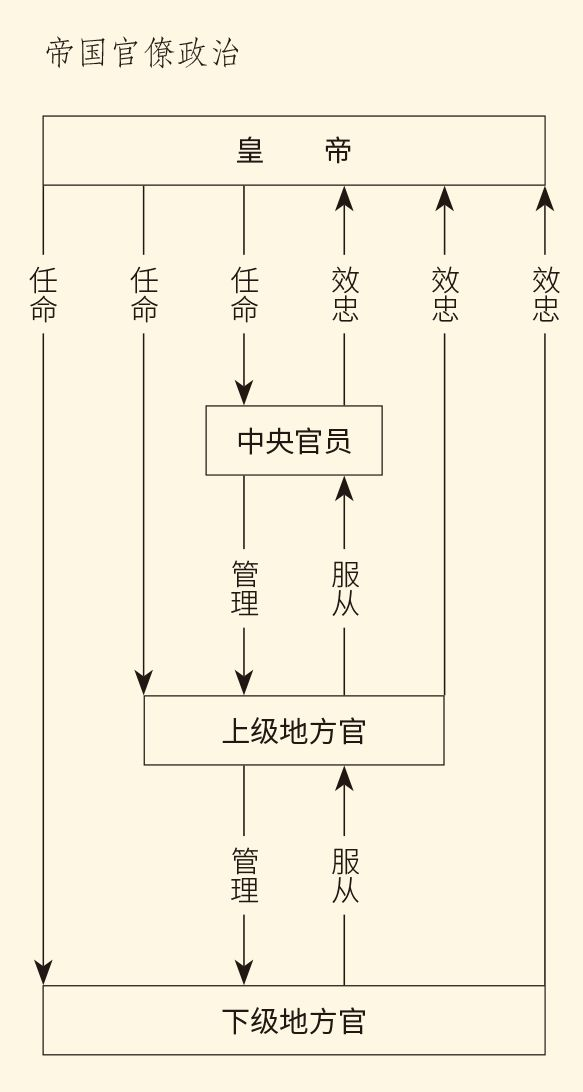 帝国官僚政治
皇 帝
任命 任命 任命 效忠 效忠 效忠
中央官员
管理 服从
上级地方官
管理 服从
下级地方官